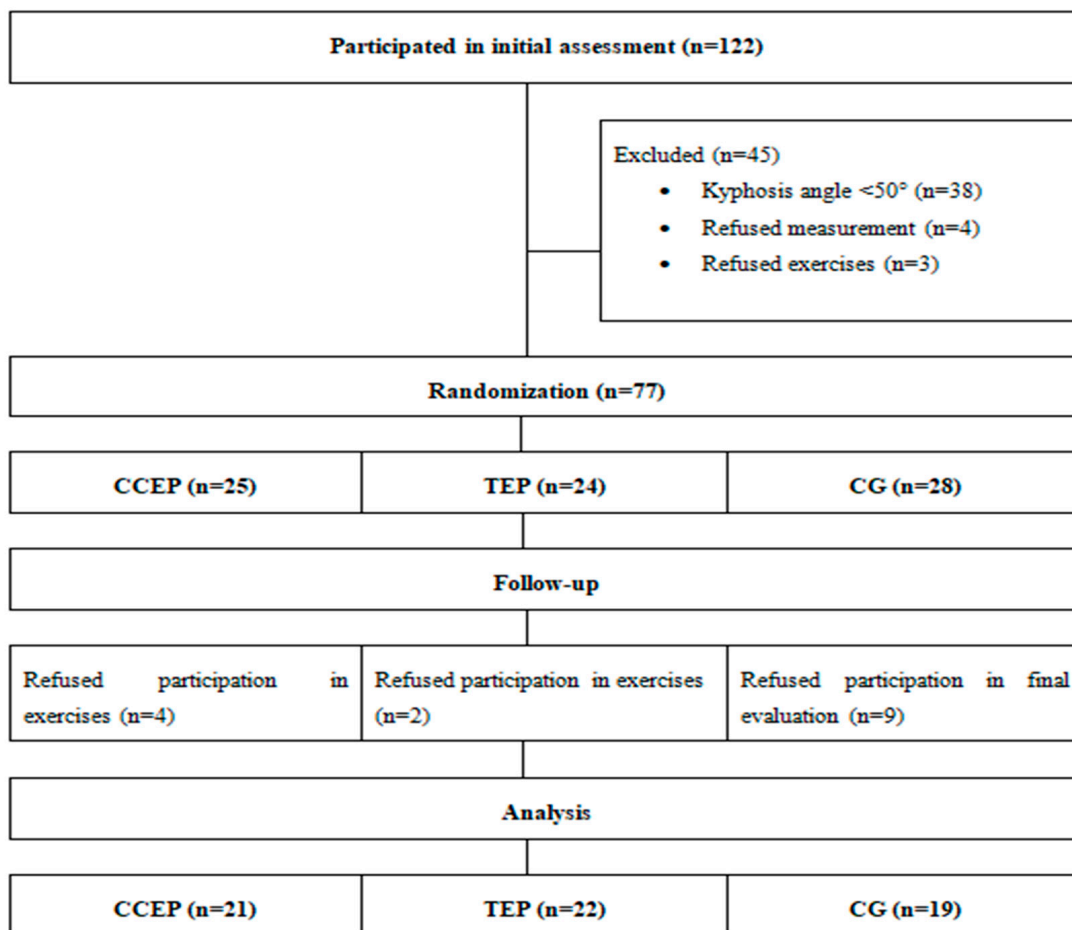 Participated in initial assessment (n=122)
Excluded (n=45)
• Kyphosis angle <50° (n=38)
• Refused measurement (n=4)
• Refused exercises (n=3)
Randomization (n=77)
CCEP (n=25)
TEP (n=24)
CG (n=28)
Follow-up
Refused participation in
exercises (n=4)
Refused participation in exercises
(n=2)
Refused participation in final
evaluation (n=9)
Analysis
CCEP (n=21)
TEP (n=22)
CG (n=19)